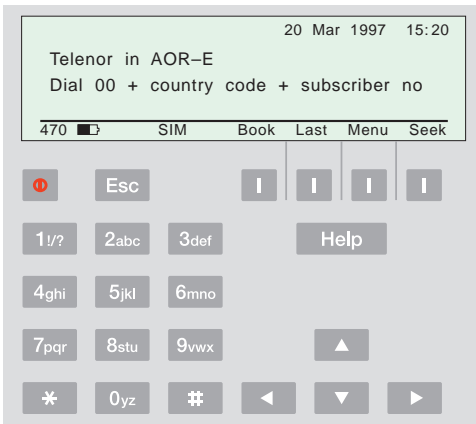 20 Mar 1997 15:20
Telenor in AOR–E
Dial 00 + country code + subscriber no
470 SIM Book Last Menu Seek
Esc
1!/? 2abc 3def Help
4ghi 5jkl 6mno
7pqr 8stu 9vwx
* 0yz #